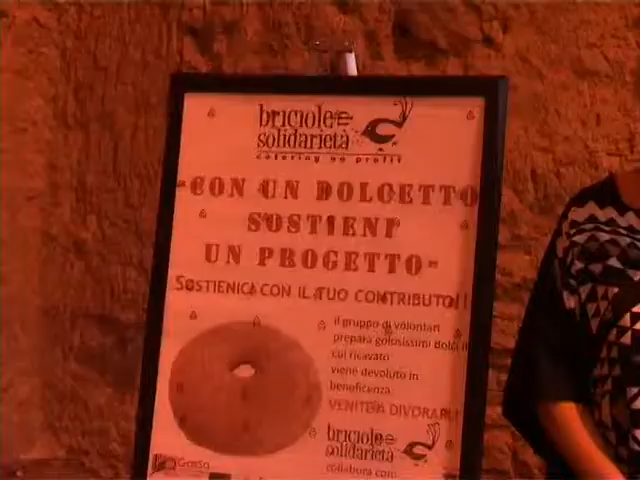 briciole e
solidarietà
catering no profit
"CON UN DOLCETTO
SOSTIENI
UN PROGETTO"
SOSTIENICI CON IL TUO CONTRIBUTO!!
il gruppo di volontari
prepara golosissimi dolci il
cui ricavato
viene devoluto in
beneficenza.
VENITE A DIVORARLI
briciole e
solidarietà
collabora con